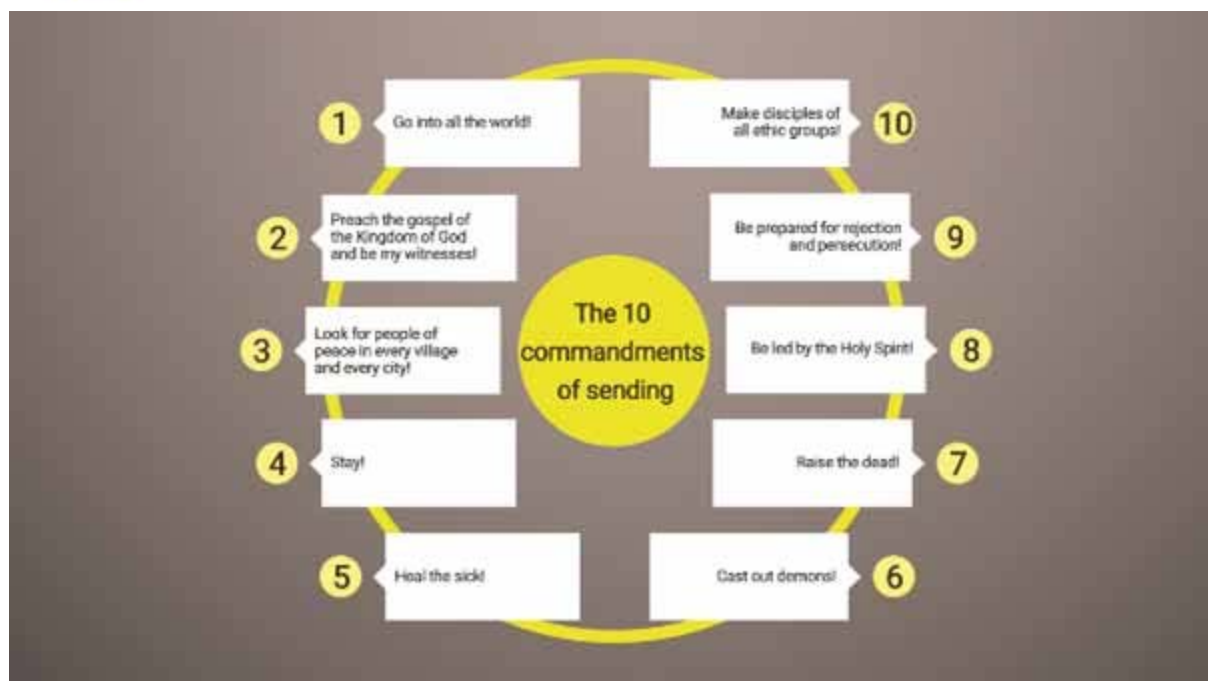 The 10
commandments
of sending
1
Go into all the world!
2
Preach the gospel of
the Kingdom of God
and be my witnesses!
3
Look for people of
peace in every village
and every city!
4
Stay!
5
Heal the sick!
6
Cast out demons!
7
Raise the dead!
8
Be led by the Holy Spirit!
9
Be prepared for rejection
and persecution!
10
Make disciples of
all ethic groups!